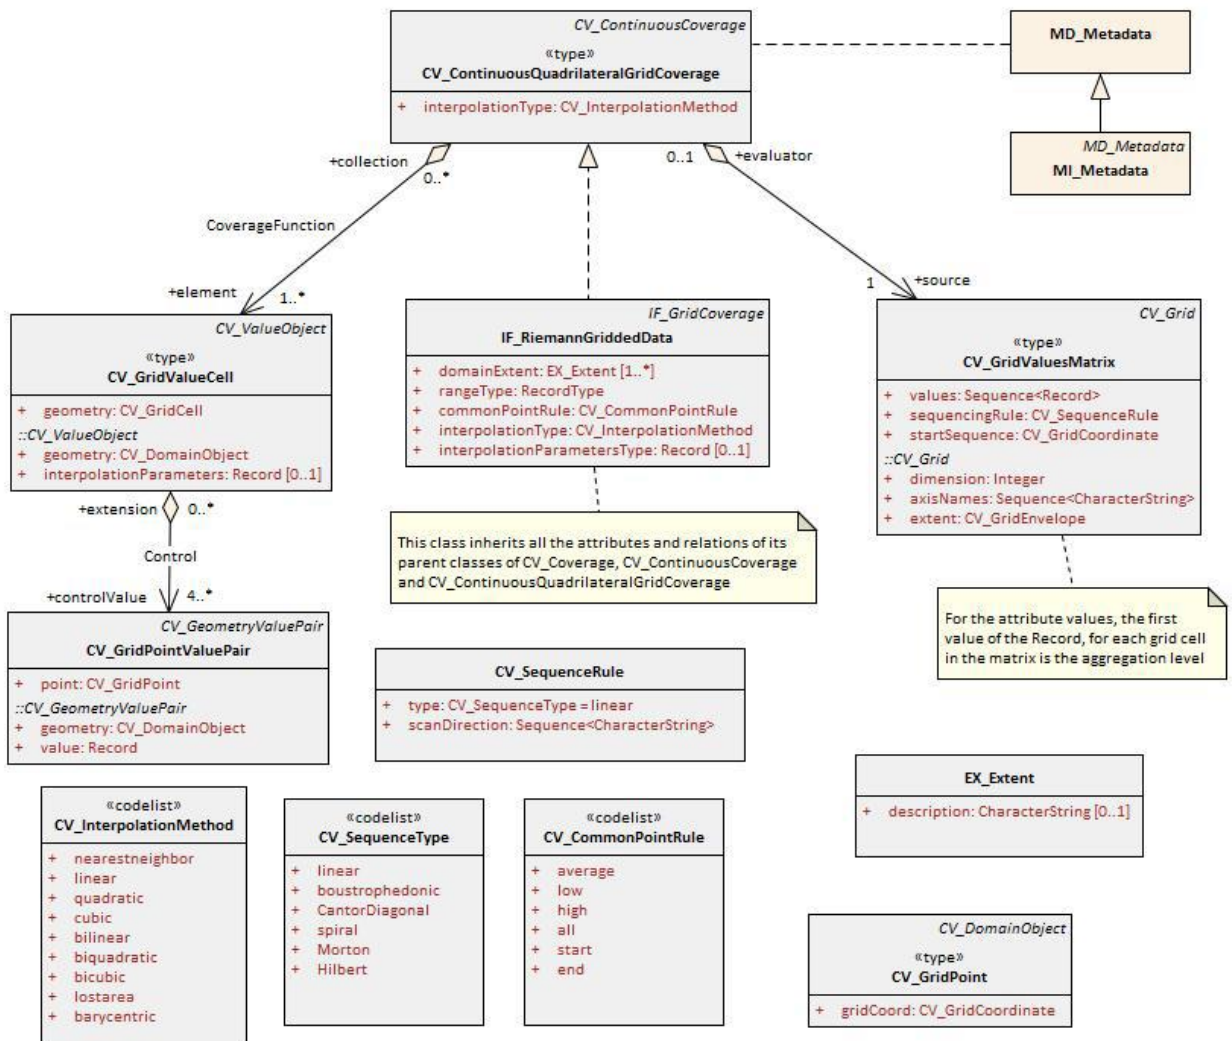 CV_ContinuousCoverage
«type»
CV_ContinuousQuadrilateralGridCoverage
+ interpolationType: CV_InterpolationMethod
MD_Metadata
MD_Metadata
MI_Metadata
+collection
0..*
0..1
+evaluator
CoverageFunction
+element
1..*
1
+source
CV_ValueObject
«type»
CV_GridValueCell
+ geometry: CV_GridCell
::CV_ValueObject
+ geometry: CV_DomainObject
+ interpolationParameters: Record [0..1]
IF_GridCoverage
IF_RiemannGriddedData
+ domainExtent: EX_Extent [1..*]
+ rangeType: RecordType
+ commonPointRule: CV_CommonPointRule
+ interpolationType: CV_InterpolationMethod
+ interpolationParametersType: Record [0..1]
CV_Grid
«type»
CV_GridValuesMatrix
+ values: Sequence<Record>
+ sequencingRule: CV_SequenceRule
+ startSequence: CV_GridCoordinate
::CV_Grid
+ dimension: Integer
+ axisNames: Sequence<CharacterString>
+ extent: CV_GridEnvelope
+extension
0..*
Control
+controlValue
4..*
This class inherits all the attributes and relations of its
parent classes of CV_Coverage, CV_ContinuousCoverage
and CV_ContinuousQuadrilateralGridCoverage
For the attribute values, the first
value of the Record, for each grid cell
in the matrix is the aggregation level
CV_GeometryValuePair
CV_GridPointValuePair
+ point: CV_GridPoint
::CV_GeometryValuePair
+ geometry: CV_DomainObject
+ value: Record
CV_SequenceRule
+ type: CV_SequenceType = linear
+ scanDirection: Sequence<CharacterString>
EX_Extent
+ description: CharacterString [0..1]
«codelist»
CV_InterpolationMethod
+ nearestneighbor
+ linear
+ quadratic
+ cubic
+ bilinear
+ biquadratic
+ bicubic
+ lostarea
+ barycentric
«codelist»
CV_SequenceType
+ linear
+ boustrophedonic
+ CantorDiagonal
+ spiral
+ Morton
+ Hilbert
«codelist»
CV_CommonPointRule
+ average
+ low
+ high
+ all
+ start
+ end
CV_DomainObject
«type»
CV_GridPoint
+ gridCoord: CV_GridCoordinate